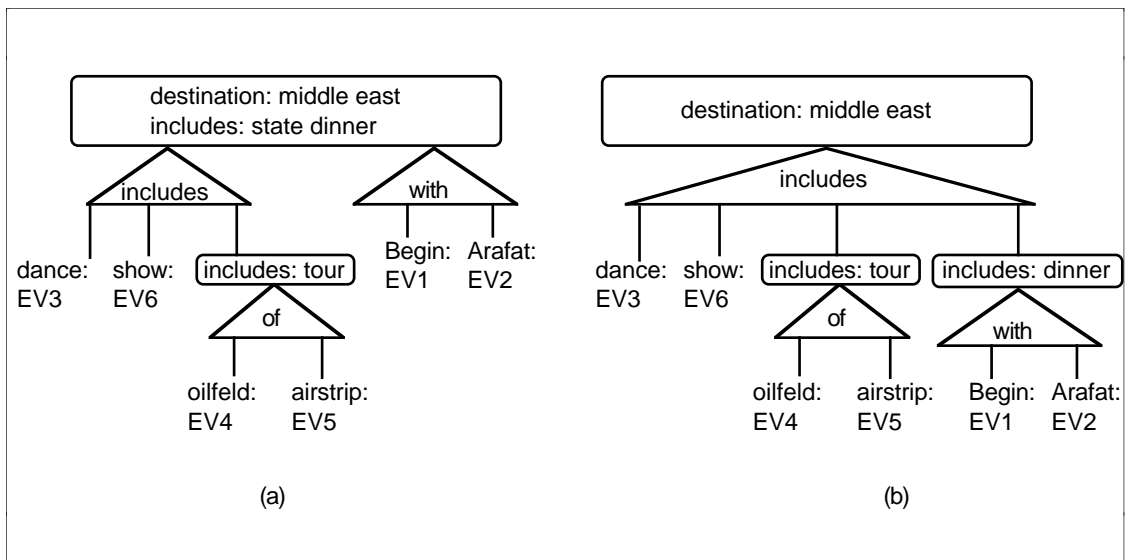 destination: middle east
includes: state dinner
includes
with
dance:
EV3
show:
EV6
includes: tour
Begin:
EV1
Arafat:
EV2
of
oilfeld:
EV4
airstrip:
EV5
(a)
destination: middle east
includes
dance:
EV3
show:
EV6
includes: tour
includes: dinner
of
with
oilfeld:
EV4
airstrip:
EV5
Begin:
EV1
Arafat:
EV2
(b)